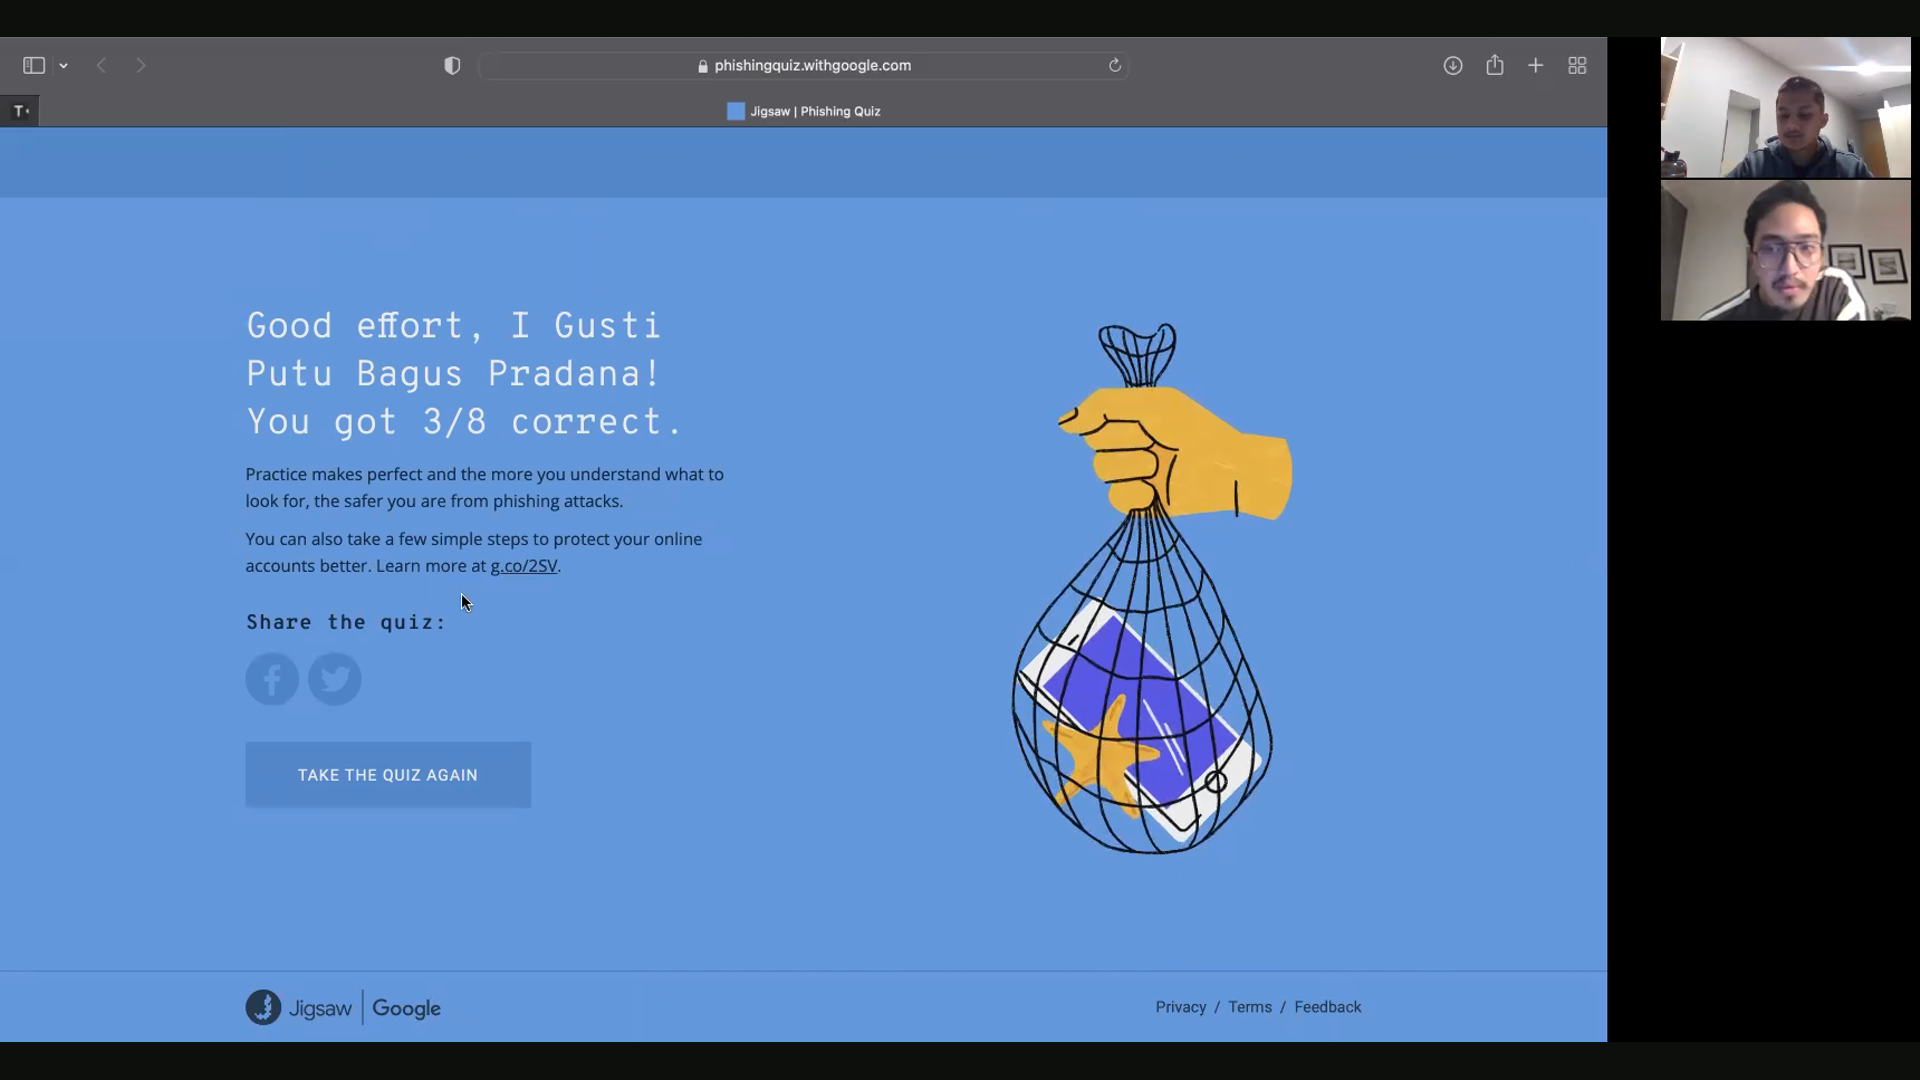 phishingquiz.withgoogle.com
T
Jigsaw | Phishing Quiz
Good effort, I Gusti
Putu Bagus Pradana!
You got 3/8 correct.
Practice makes perfect and the more you understand what to
look for, the safer you are from phishing attacks.
You can also take a few simple steps to protect your online
accounts better. Learn more at g.co/2SV.
Share the quiz:
TAKE THE QUIZ AGAIN
Jigsaw | Google
Privacy / Terms / Feedback